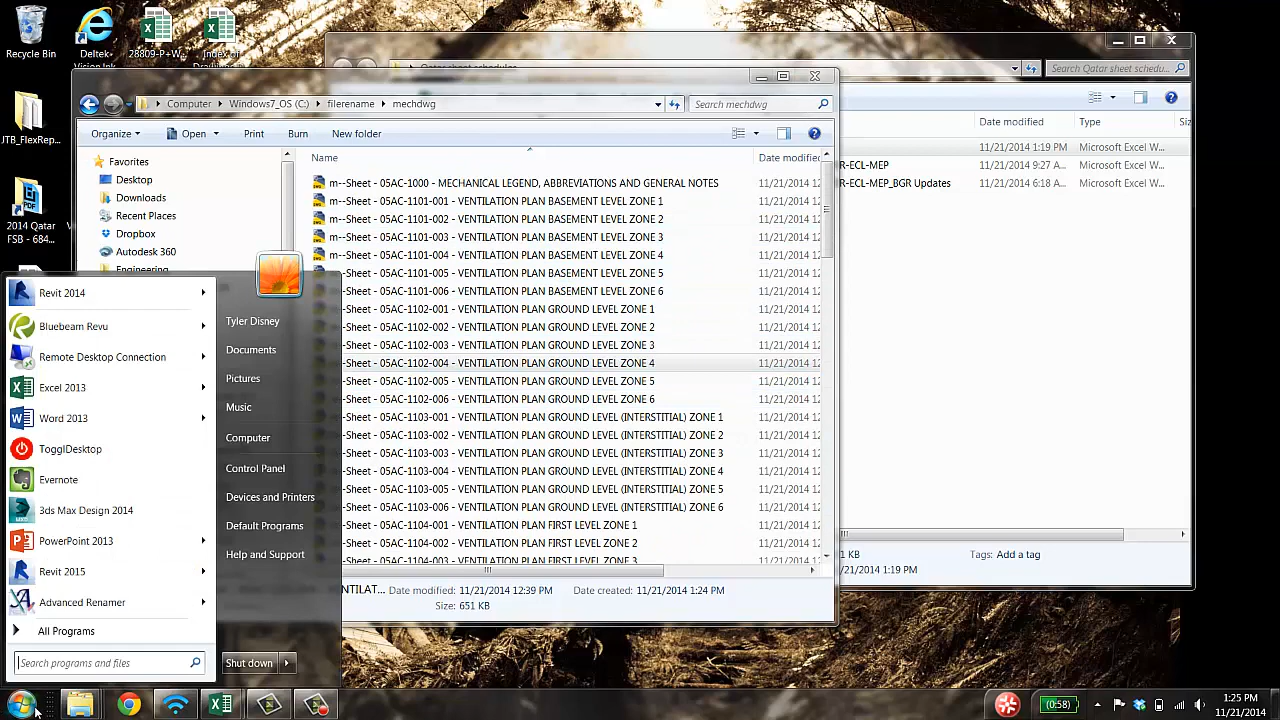 Recycle Bin
Deltek-
Vision Ink
28809-P+W...
Index of
Drawing
JTB_FlexRep...
2014 Qatar
FSB - 684...
Qatar sheet schedules
Search Qatar sheet schedu...
Date modified
Type
Siz
11/21/2014 1:19 PM
Microsoft Excel W...
R-ECL-MEP
11/21/2014 9:27 A...
Microsoft Excel W...
R-ECL-MEP_BGR Updates
11/21/2014 6:18 A...
Microsoft Excel W...
KB
Tags: Add a tag
/21/2014 1:19 PM
Computer
Windows7_OS (C:)
filerename
mechdwg
Search mechdwg
Organize
Open
Print
Burn
New folder
Favorites
Desktop
Downloads
Recent Places
Dropbox
Autodesk 360
Engineering
Name
Date modified
m--Sheet - 05AC-1000 - MECHANICAL LEGEND, ABBREVIATIONS AND GENERAL NOTES 11/21/2014 12
m--Sheet - 05AC-1101-001 - VENTILATION PLAN BASEMENT LEVEL ZONE 1 11/21/2014 12
m--Sheet - 05AC-1101-002 - VENTILATION PLAN BASEMENT LEVEL ZONE 2 11/21/2014 12
m--Sheet - 05AC-1101-003 - VENTILATION PLAN BASEMENT LEVEL ZONE 3 11/21/2014 12
m--Sheet - 05AC-1101-004 - VENTILATION PLAN BASEMENT LEVEL ZONE 4 11/21/2014 12
m--Sheet - 05AC-1101-005 - VENTILATION PLAN BASEMENT LEVEL ZONE 5 11/21/2014 12
m--Sheet - 05AC-1101-006 - VENTILATION PLAN BASEMENT LEVEL ZONE 6 11/21/2014 12
--Sheet - 05AC-1102-001 - VENTILATION PLAN GROUND LEVEL ZONE 1 11/21/2014 12
--Sheet - 05AC-1102-002 - VENTILATION PLAN GROUND LEVEL ZONE 2 11/21/2014 12
--Sheet - 05AC-1102-003 - VENTILATION PLAN GROUND LEVEL ZONE 3 11/21/2014 12
--Sheet - 05AC-1102-004 - VENTILATION PLAN GROUND LEVEL ZONE 4 11/21/2014 12
--Sheet - 05AC-1102-005 - VENTILATION PLAN GROUND LEVEL ZONE 5 11/21/2014 12
--Sheet - 05AC-1102-006 - VENTILATION PLAN GROUND LEVEL ZONE 6 11/21/2014 12
--Sheet - 05AC-1103-001 - VENTILATION PLAN GROUND LEVEL (INTERSTITIAL) ZONE 1 11/21/2014 12
--Sheet - 05AC-1103-002 - VENTILATION PLAN GROUND LEVEL (INTERSTITIAL) ZONE 2 11/21/2014 12
--Sheet - 05AC-1103-003 - VENTILATION PLAN GROUND LEVEL (INTERSTITIAL) ZONE 3 11/21/2014 12
--Sheet - 05AC-1103-004 - VENTILATION PLAN GROUND LEVEL (INTERSTITIAL) ZONE 4 11/21/2014 12
--Sheet - 05AC-1103-005 - VENTILATION PLAN GROUND LEVEL (INTERSTITIAL) ZONE 5 11/21/2014 12
--Sheet - 05AC-1103-006 - VENTILATION PLAN GROUND LEVEL (INTERSTITIAL) ZONE 6 11/21/2014 12
--Sheet - 05AC-1104-001 - VENTILATION PLAN FIRST LEVEL ZONE 1 11/21/2014 12
--Sheet - 05AC-1104-002 - VENTILATION PLAN FIRST LEVEL ZONE 2 11/21/2014 12
--Sheet - 05AC-1104-003 - VENTILATION PLAN FIRST LEVEL ZONE 3 11/21/2014 12
VENTILAT...
Date modified: 11/21/2014 12:39 PM
Date created: 11/21/2014 1:24 PM
Size: 651 KB
Revit 2014
Bluebeam Revu
Remote Desktop Connection
Excel 2013
Word 2013
TogglDesktop
Evernote
3ds Max Design 2014
PowerPoint 2013
Revit 2015
Advanced Renamer
All Programs
Search programs and files
Tyler Disney
Documents
Pictures
Music
Computer
Control Panel
Devices and Printers
Default Programs
Help and Support
Shut down
(0:58)
1:25 PM
11/21/2014